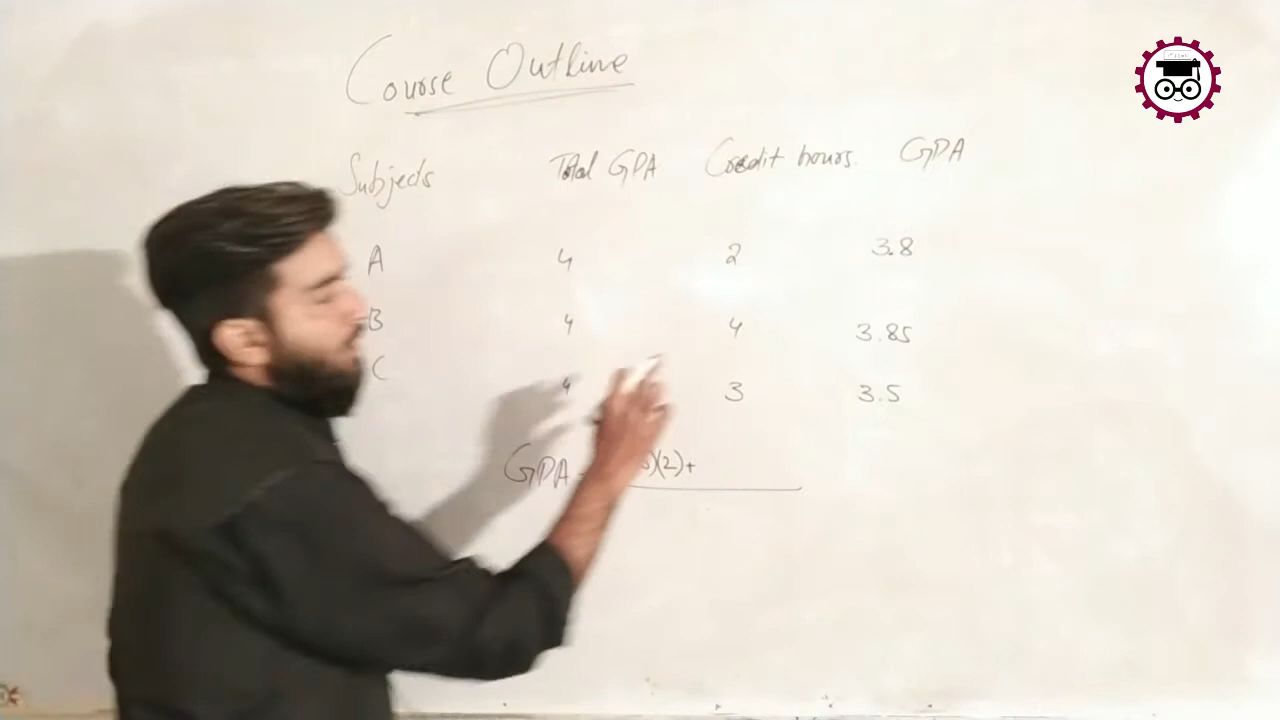 Course Outline
Subjects Total GPA Credit hours GPA
A 4 2 3.8
B 4 4 3.85
C 4 3 3.5
GPA )(2)+